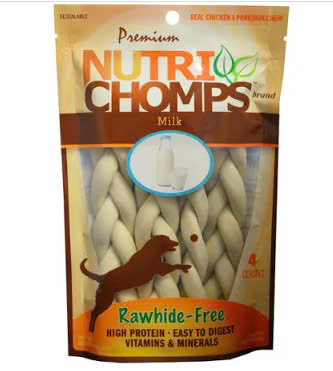 RESEALABLE
REAL CHICKEN & PORKSKIN CHEW
Premium
NUTRI
CHOMPS
brand
Milk
4
COUNT
Rawhide-Free
HIGH PROTEIN • EASY TO DIGEST
VITAMINS & MINERALS